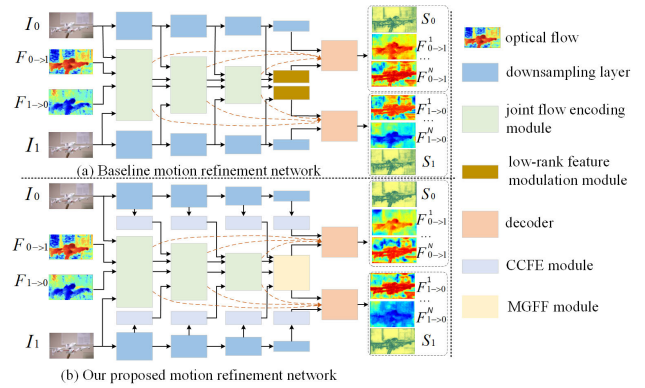 I0
F0→1
F1→0
I1
S0
F¹0→1
...
Fᴺ0→1
F¹1→0
...
Fᴺ1→0
S1
(a) Baseline motion refinement network
I0
F0→1
F1→0
I1
S0
F¹0→1
...
Fᴺ0→1
F¹1→0
...
Fᴺ1→0
S1
(b) Our proposed motion refinement network
optical flow
downsampling layer
joint flow encoding
module
low-rank feature
modulation module
decoder
CCFE module
MGFF module